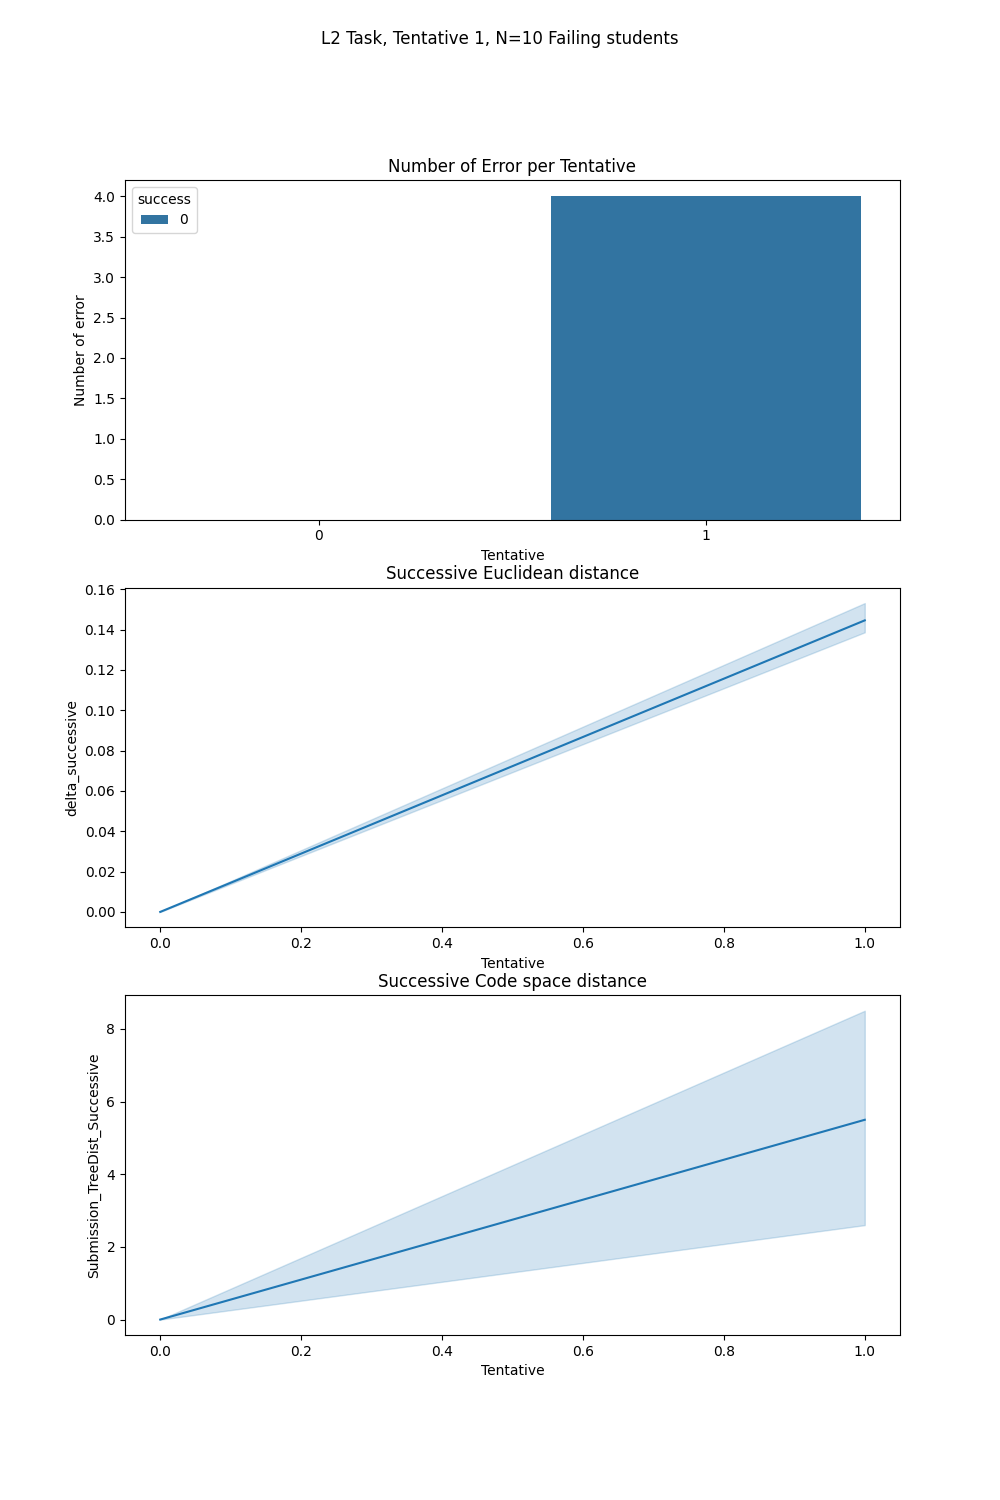 L2 Task, Tentative 1, N=10 Failing students
Number of Error per Tentative
success
0
4.0
3.5
3.0
2.5
2.0
1.5
1.0
0.5
0.0
Number of error
0 1
Tentative
Successive Euclidean distance
0.16
0.14
0.12
0.10
0.08
0.06
0.04
0.02
0.00
delta_successive
0.0 0.2 0.4 0.6 0.8 1.0
Tentative
Successive Code space distance
8
6
4
2
0
Submission_TreeDist_Successive
0.0 0.2 0.4 0.6 0.8 1.0
Tentative